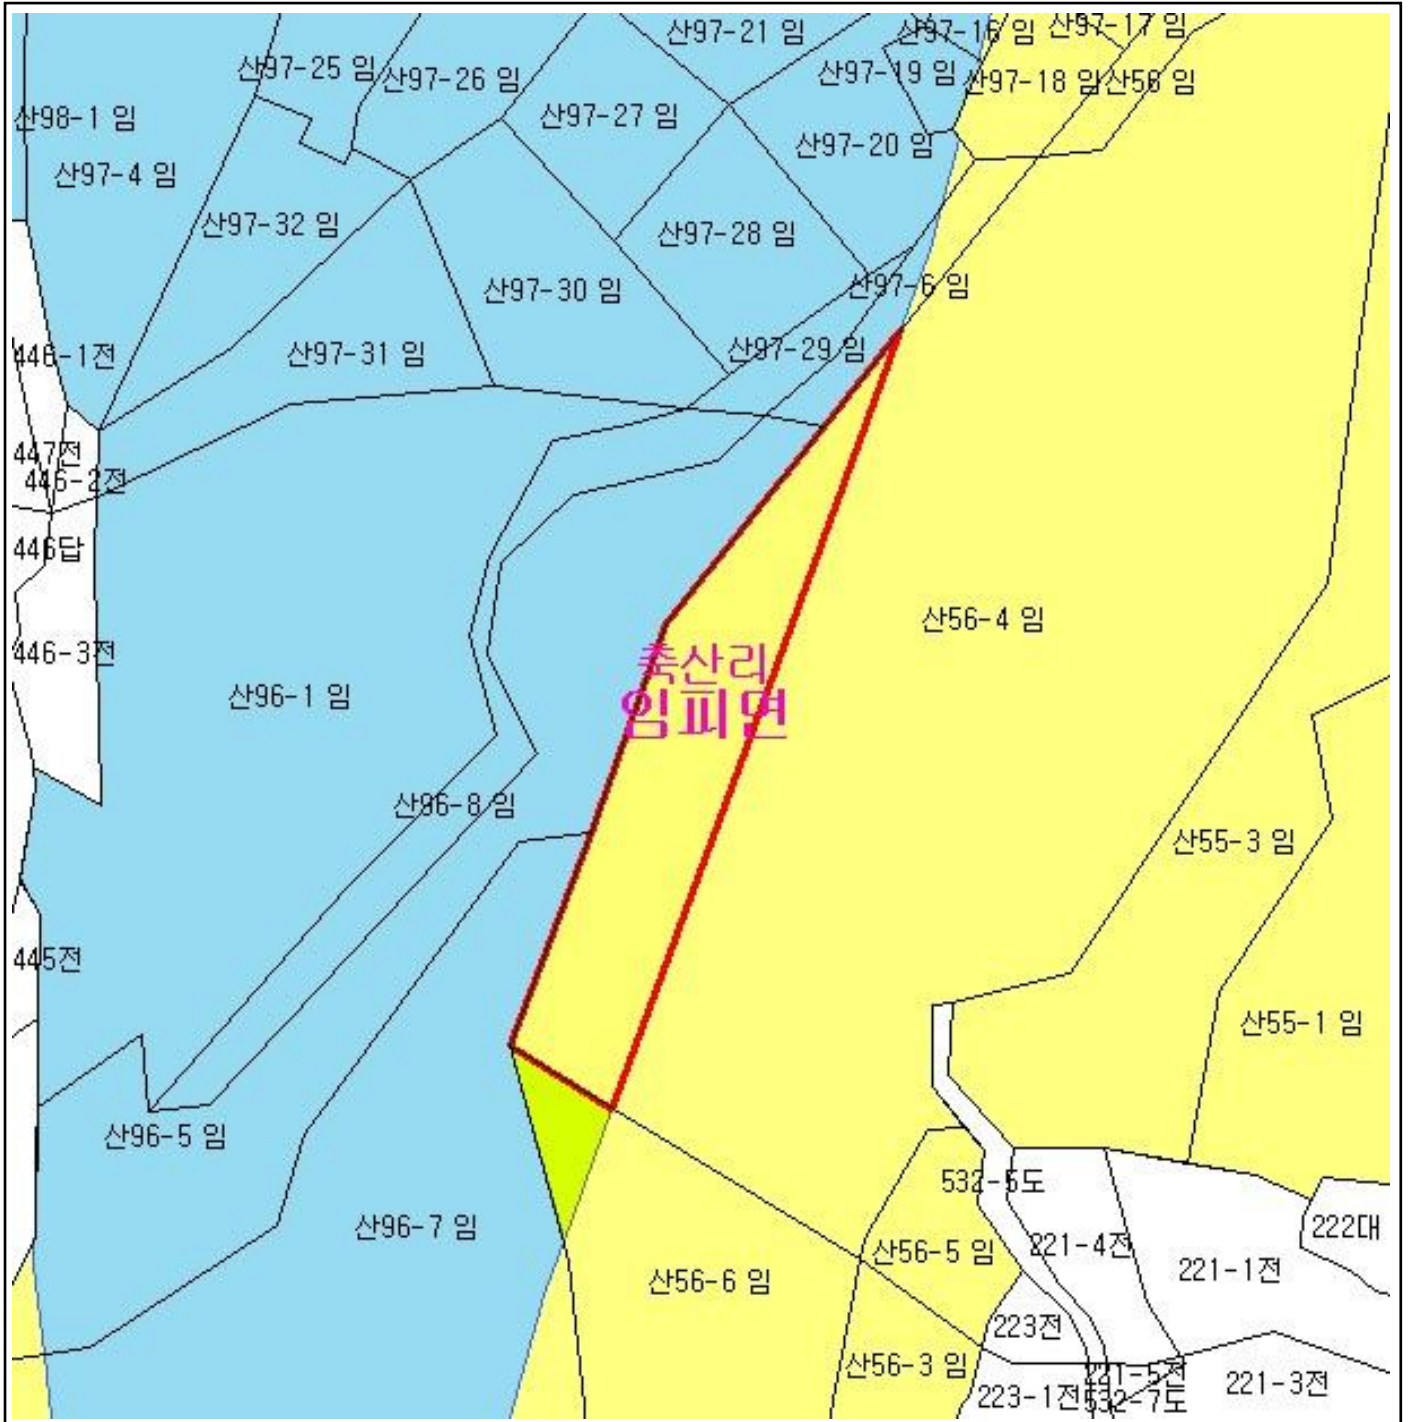 산97-21 임
산97-16 임
산97-17 임
산97-25 임
산97-26 임
산97-19 임
산97-18 임
산56 임
산98-1 임
산97-27 임
산97-20 임
산97-4 임
산97-32 임
산97-28 임
산97-30 임
산97-6 임
446-1전
산97-31 임
산97-29 임
447전
446-2전
446답
산56-4 임
446-3전
축산리
산96-1 임
임피면
산96-8 임
산55-3 임
445전
산55-1 임
산96-5 임
532-5도
산96-7 임
222대
산56-5 임
221-4전
221-1전
산56-6 임
223전
산56-3 임
221-5전
221-3전
223-1전
532-7도